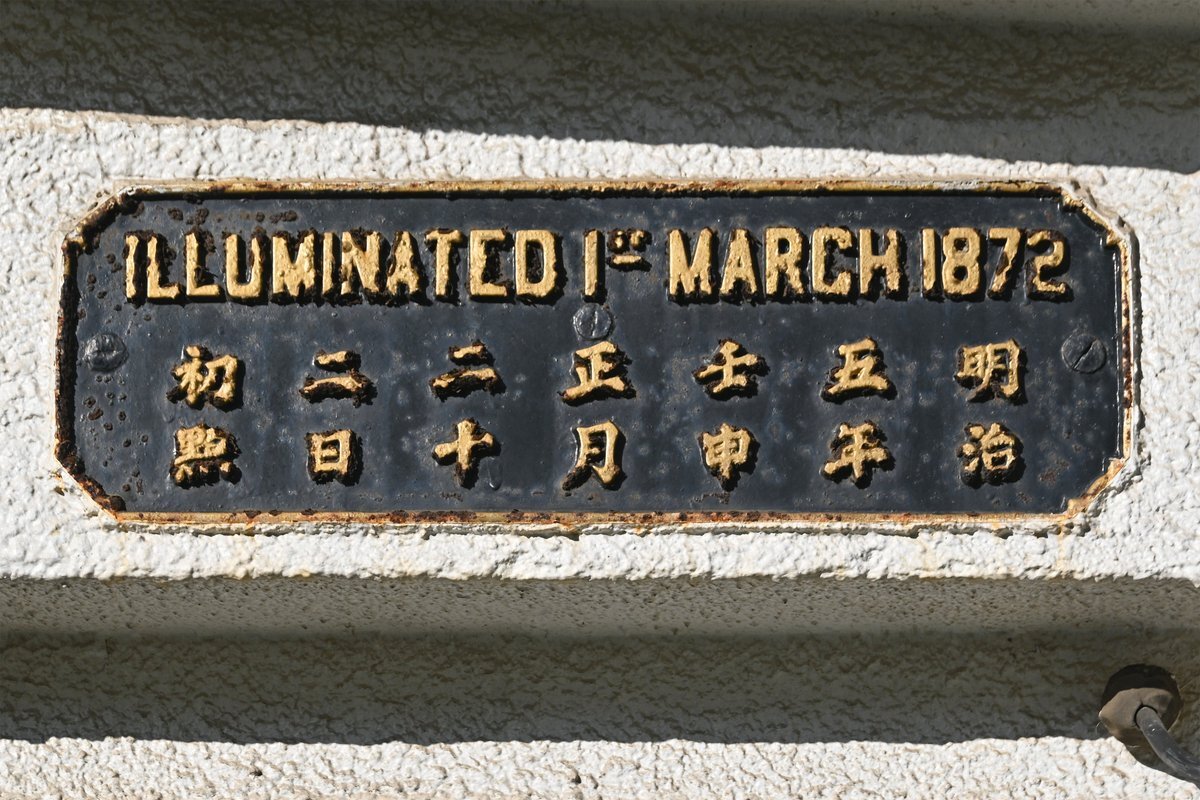 ILLUMINATED 1ST MARCH 1872
明治
五年
壬申
正月
二十
二日
初點